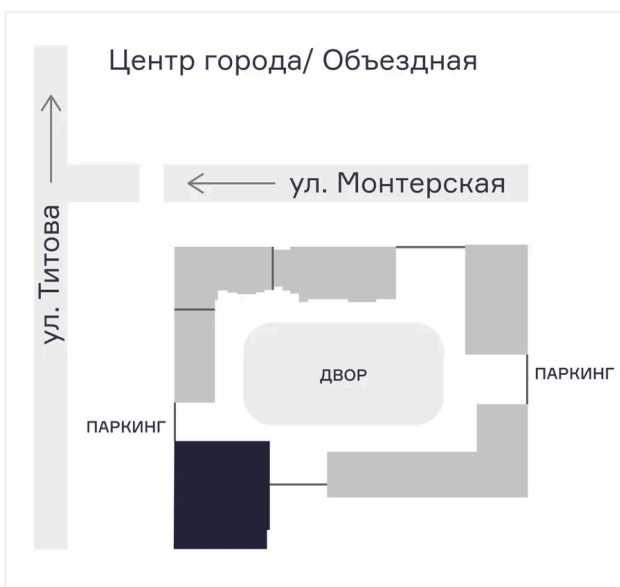 Центр города/ Объездная
ул. Монтерская
ул. Титова
ДВОР
ПАРКИНГ
ПАРКИНГ